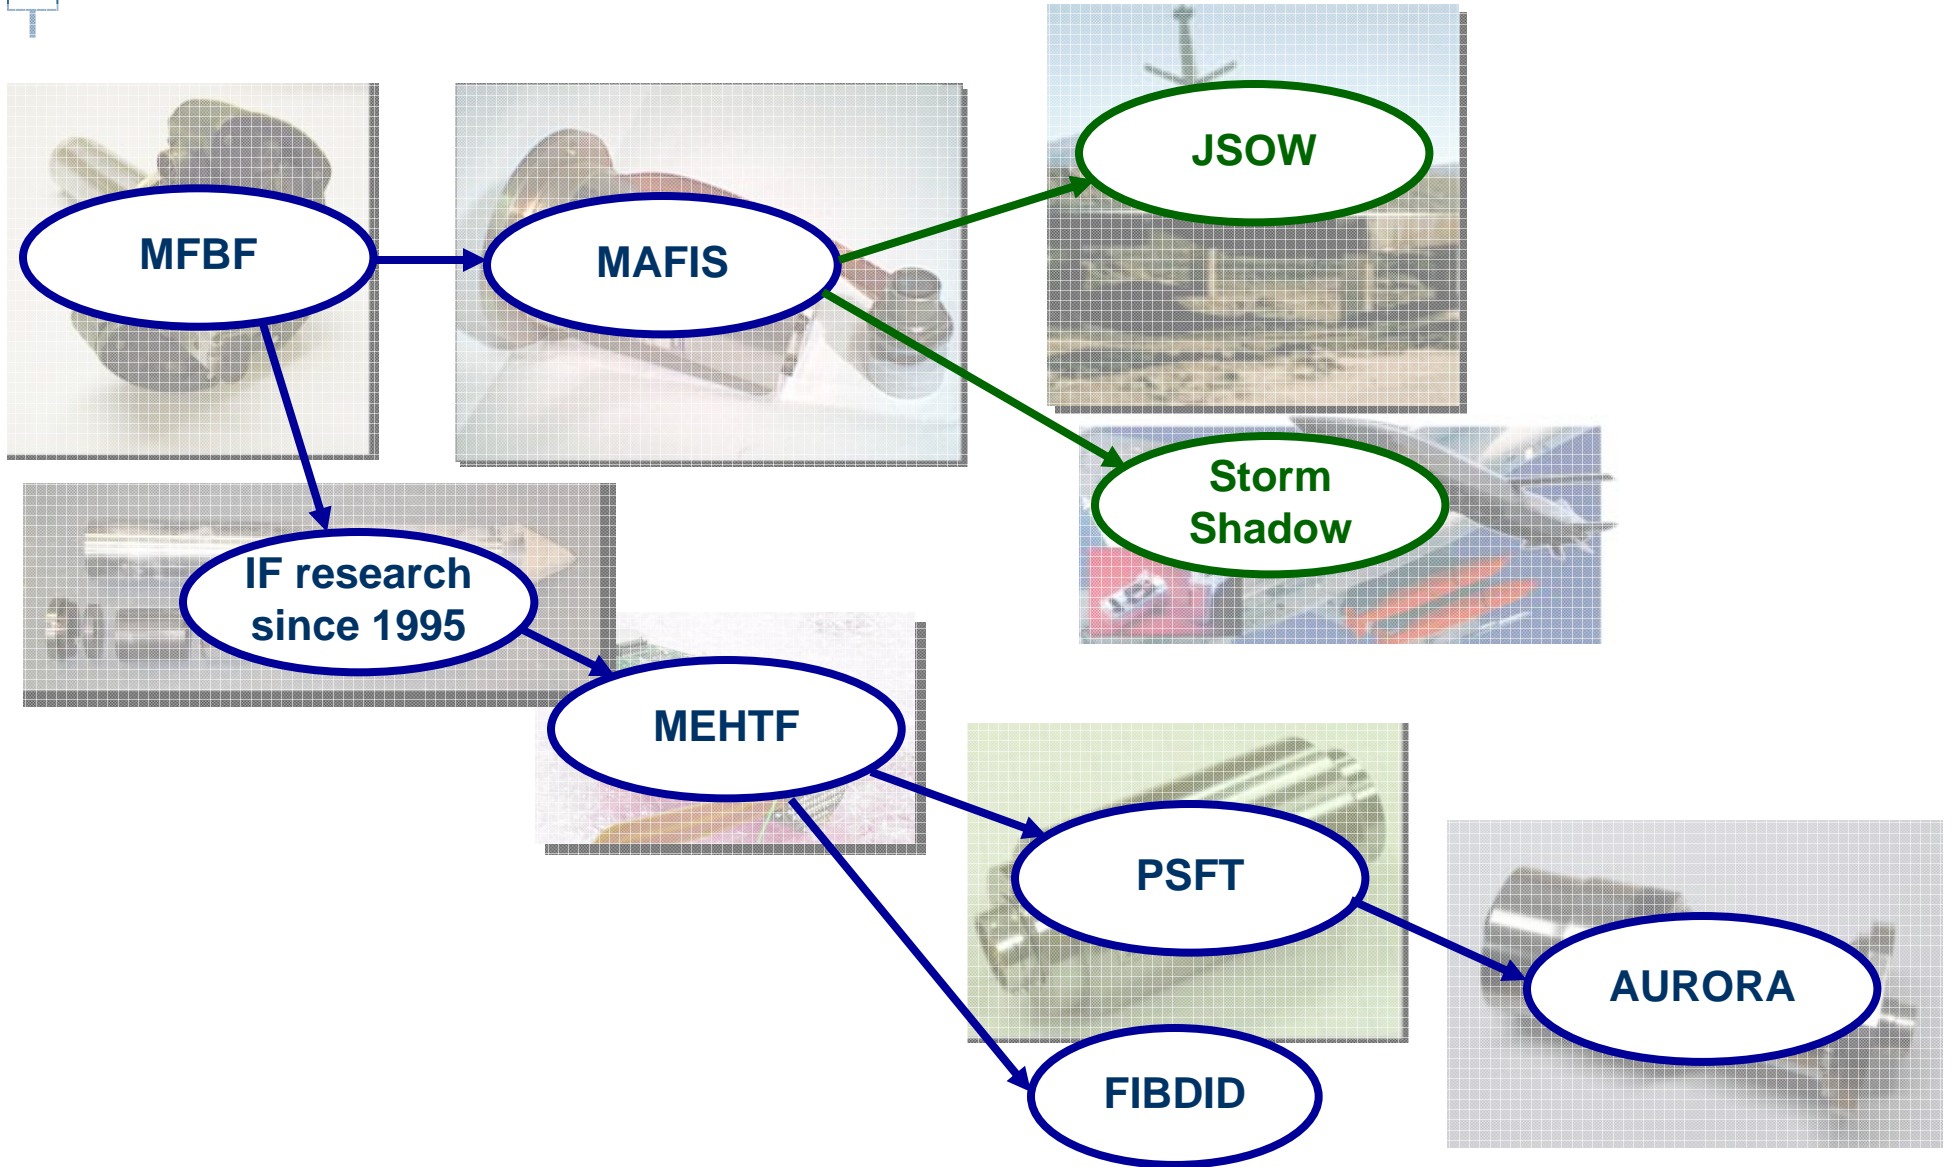 JSOW
MFBF
MAFIS
Storm
Shadow
IF research
since 1995
MEHTF
PSFT
AURORA
FIBDID